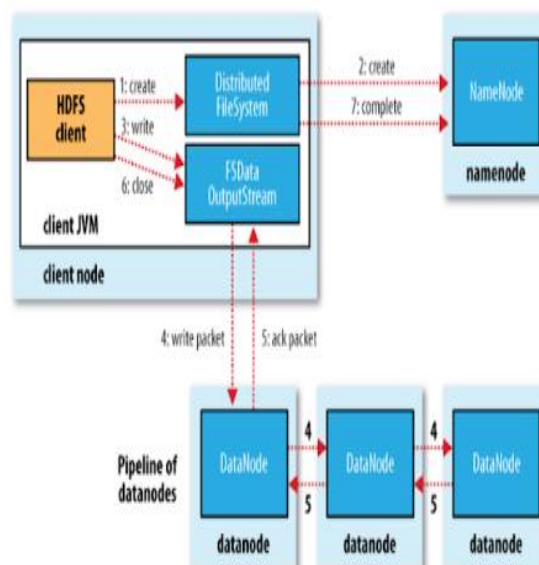 1: create
2: create
Distributed
FileSystem
NameNode
HDFS
client
3: write
7: complete
FSData
OutputStream
6: close
namenode
client JVM
client node
4: write packet
5: ack packet
Pipeline of
datanodes
DataNode
4
DataNode
4
DataNode
5
5
datanode
datanode
datanode